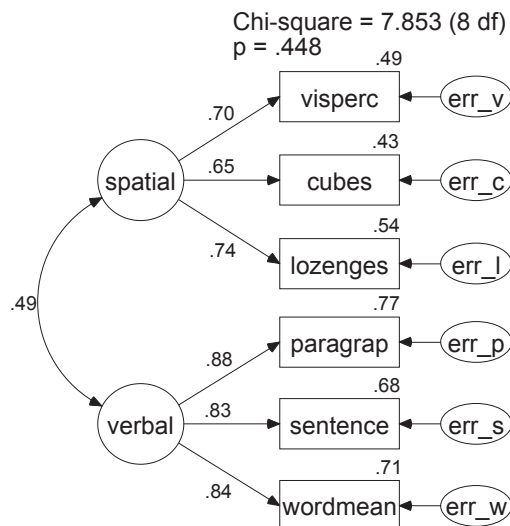 Chi-square = 7.853 (8 df)
p = .448
.49
visperc
err_v
.70
.43
spatial
.65
cubes
err_c
.54
.74
lozenges
err_l
.49
.77
paragrap
err_p
.88
.68
verbal
.83
sentence
err_s
.71
.84
wordmean
err_w